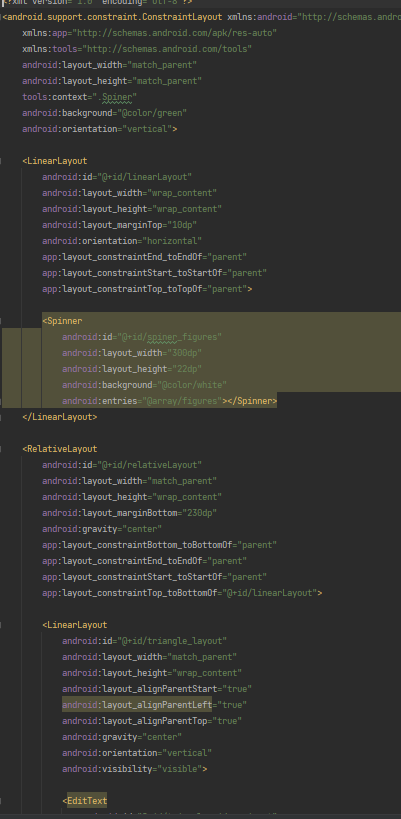 <?xml version="1.0" encoding="utf-8"?>
<android.support.constraint.ConstraintLayout xmlns:android="http://schemas.andro
xmlns:app="http://schemas.android.com/apk/res-auto"
xmlns:tools="http://schemas.android.com/tools"
android:layout_width="match_parent"
android:layout_height="match_parent"
tools:context=".Spiner"
android:background="@color/green"
android:orientation="vertical">
<LinearLayout
android:id="@+id/linearLayout"
android:layout_width="wrap_content"
android:layout_height="wrap_content"
android:layout_marginTop="10dp"
android:orientation="horizontal"
app:layout_constraintEnd_toEndOf="parent"
app:layout_constraintStart_toStartOf="parent"
app:layout_constraintTop_toTopOf="parent">
<Spinner
android:id="@+id/spiner_figures"
android:layout_width="300dp"
android:layout_height="22dp"
android:background="@color/white"
android:entries="@array/figures"></Spinner>
</LinearLayout>
<RelativeLayout
android:id="@+id/relativeLayout"
android:layout_width="match_parent"
android:layout_height="wrap_content"
android:layout_marginBottom="230dp"
android:gravity="center"
app:layout_constraintBottom_toBottomOf="parent"
app:layout_constraintEnd_toEndOf="parent"
app:layout_constraintStart_toStartOf="parent"
app:layout_constraintTop_toBottomOf="@+id/linearLayout">
<LinearLayout
android:id="@+id/triangle_layout"
android:layout_width="match_parent"
android:layout_height="wrap_content"
android:layout_alignParentStart="true"
android:layout_alignParentLeft="true"
android:layout_alignParentTop="true"
android:gravity="center"
android:orientation="vertical"
android:visibility="visible">
<EditText